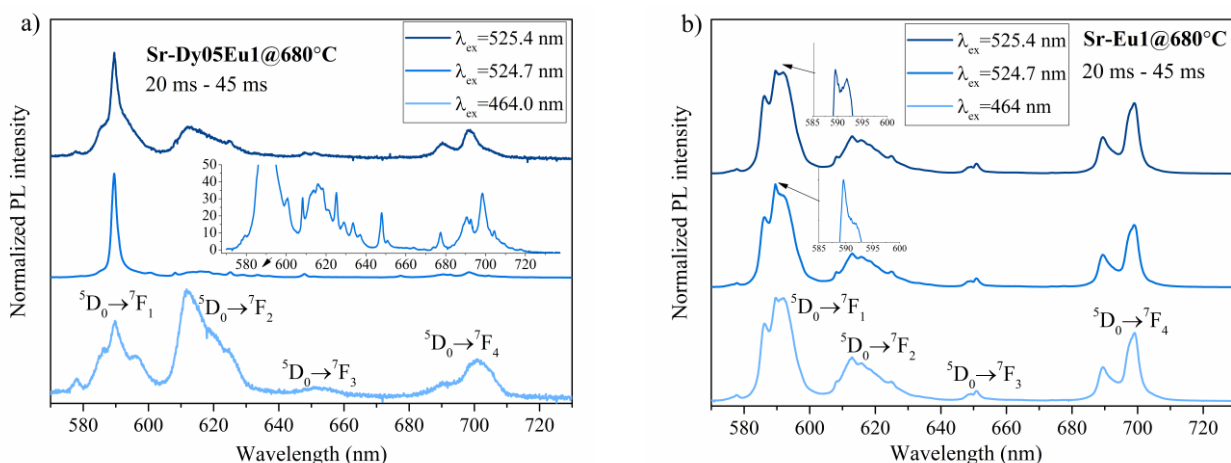 a)
Sr-Dy05Eu1@680°C
20 ms - 45 ms
λex=525.4 nm
λex=524.7 nm
λex=464.0 nm
Normalized PL intensity
50
40
30
20
10
0
580 600 620 640 660 680 700 720
⁵D₀→⁷F₁
⁵D₀→⁷F₂
⁵D₀→⁷F₃
⁵D₀→⁷F₄
580 600 620 640 660 680 700 720
Wavelength (nm)
b)
Sr-Eu1@680°C
20 ms - 45 ms
λex=525.4 nm
λex=524.7 nm
λex=464 nm
Normalized PL intensity
585 590 595 600
585 590 595 600
⁵D₀→⁷F₁
⁵D₀→⁷F₂
⁵D₀→⁷F₃
⁵D₀→⁷F₄
580 600 620 640 660 680 700 720
Wavelength (nm)